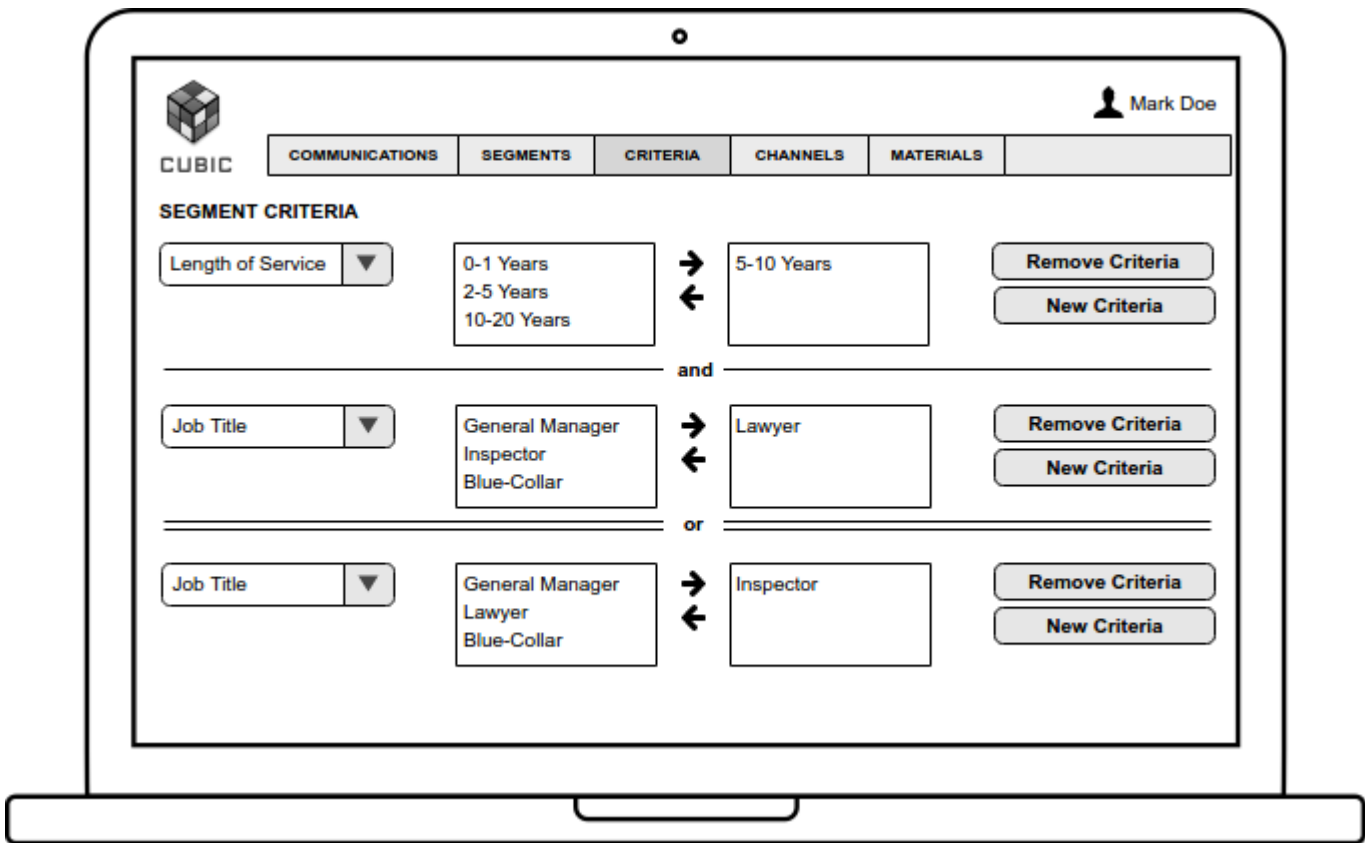 Mark Doe
CUBIC
COMMUNICATIONS SEGMENTS CRITERIA CHANNELS MATERIALS
SEGMENT CRITERIA
Length of Service
0-1 Years
2-5 Years
10-20 Years
5-10 Years
Remove Criteria
New Criteria
and
Job Title
General Manager
Inspector
Blue-Collar
Lawyer
Remove Criteria
New Criteria
or
Job Title
General Manager
Lawyer
Blue-Collar
Inspector
Remove Criteria
New Criteria